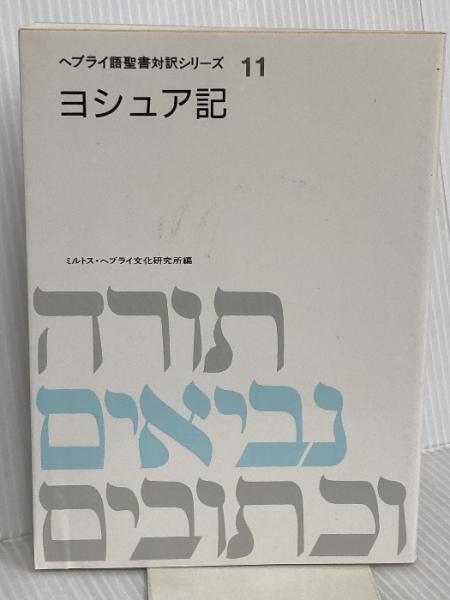 ヘブライ語聖書対訳シリーズ 11
ヨシュア記
ミルトス・ヘブライ文化研究所編
תורה
נביאים
וכתובים